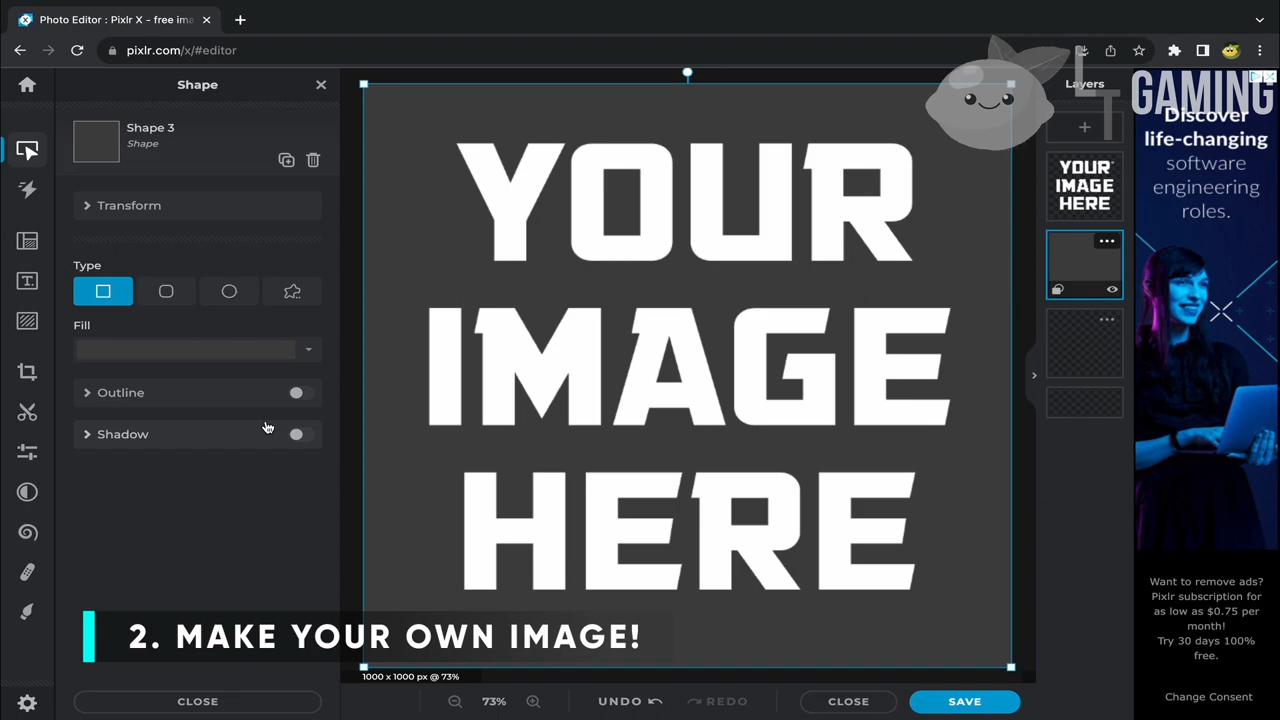 Photo Editor : Pixlr X - free ima
pixlr.com/x/#editor
Shape
Shape 3
Shape
Transform
Type
Fill
Outline
Shadow
CLOSE
YOUR
IMAGE
HERE
2. MAKE YOUR OWN IMAGE!
1000 x 1000 px @ 73%
73%
UNDO
REDO
CLOSE
SAVE
Layers
YOUR
IMAGE
HERE
LT GAMING
Discover
life-changing
software
engineering
roles.
Want to remove ads?
Pixlr subscription for
as low as $0.75 per
month!
Try 30 days 100%
free.
Change Consent